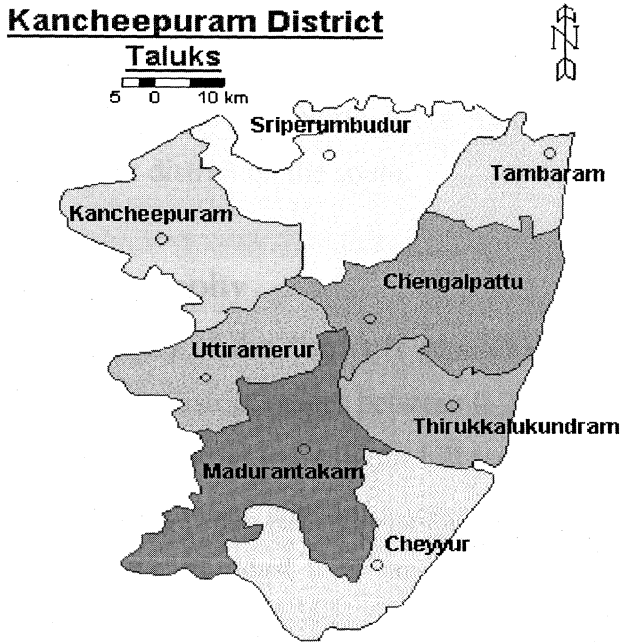 Kancheepuram District
Taluks
N
5 0 10 km
Sriperumbudur
Tambaram
Kancheepuram
Chengalpattu
Uttiramerur
Thirukkalukundram
Madurantakam
Cheyyur